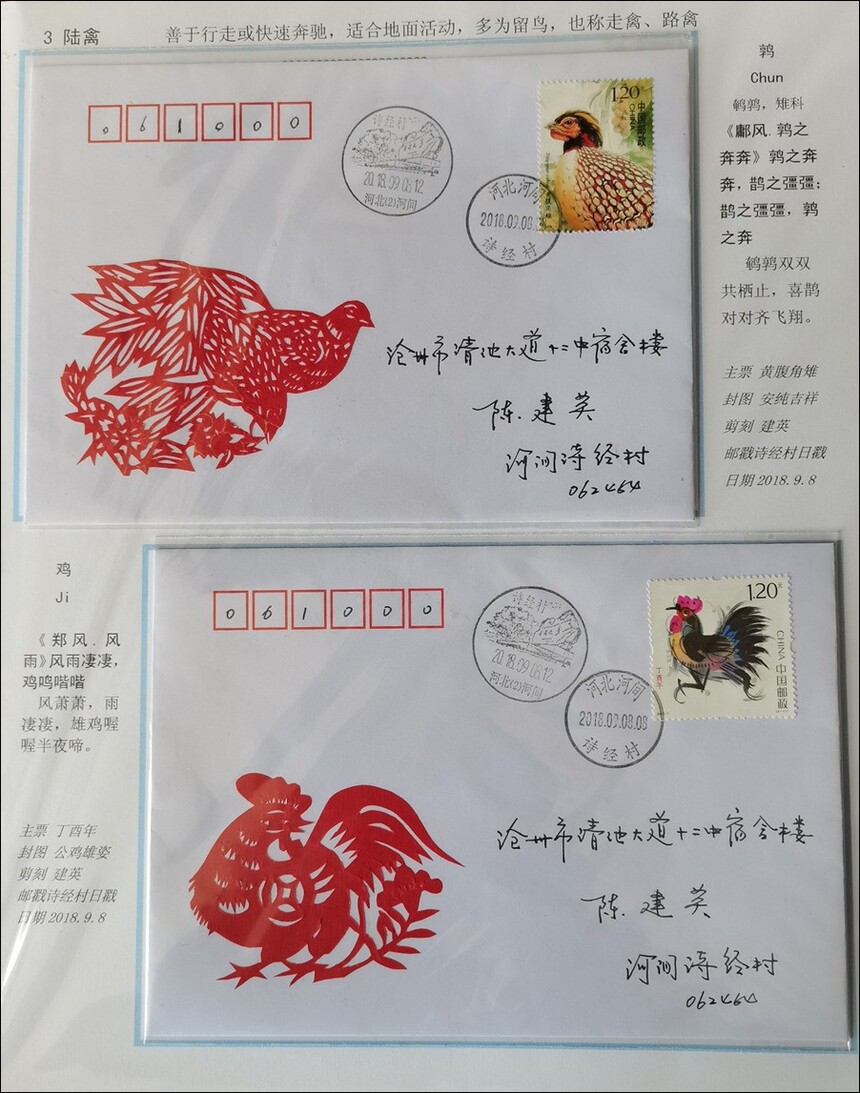 3 陆禽
善于行走或快速奔驰，适合地面活动，多为留鸟，也称走禽、路禽
鹑
Chun
鹌鹑，雉科
《鄘风.鹑之
奔奔》鹑之奔
奔，鹊之彊彊；
鹊之彊彊，鹑
之奔
鹌鹑双双
共栖止，喜鹊
对对齐飞翔。
主票 黄腹角雉
封图 安纯吉祥
剪刻 建英
邮戳诗经村日戳
日期 2018.9.8
061000
诗经村
2018.09.08.12
河北(2)河间
河北河间
2018.09.08.
诗经村
1.20
中国邮政
CHINA
沧州市清池大道十二中宿舍楼
陈建英
河间诗经村
062464
鸡
Ji
《郑风.风
雨》风雨凄凄，
鸡鸣喈喈
风萧萧，雨
凄凄，雄鸡喔
喔半夜啼。
主票 丁酉年
封图 公鸡雄姿
剪刻 建英
邮戳诗经村日戳
日期 2018.9.8
061000
诗经村
2018.09.08.12
河北(2)河间
河北河间
2018.09.08.08
诗经村
1.20元
CHINA 中国邮政
丁酉年
沧州市清池大道十二中宿舍楼
陈建英
河间诗经村
062464